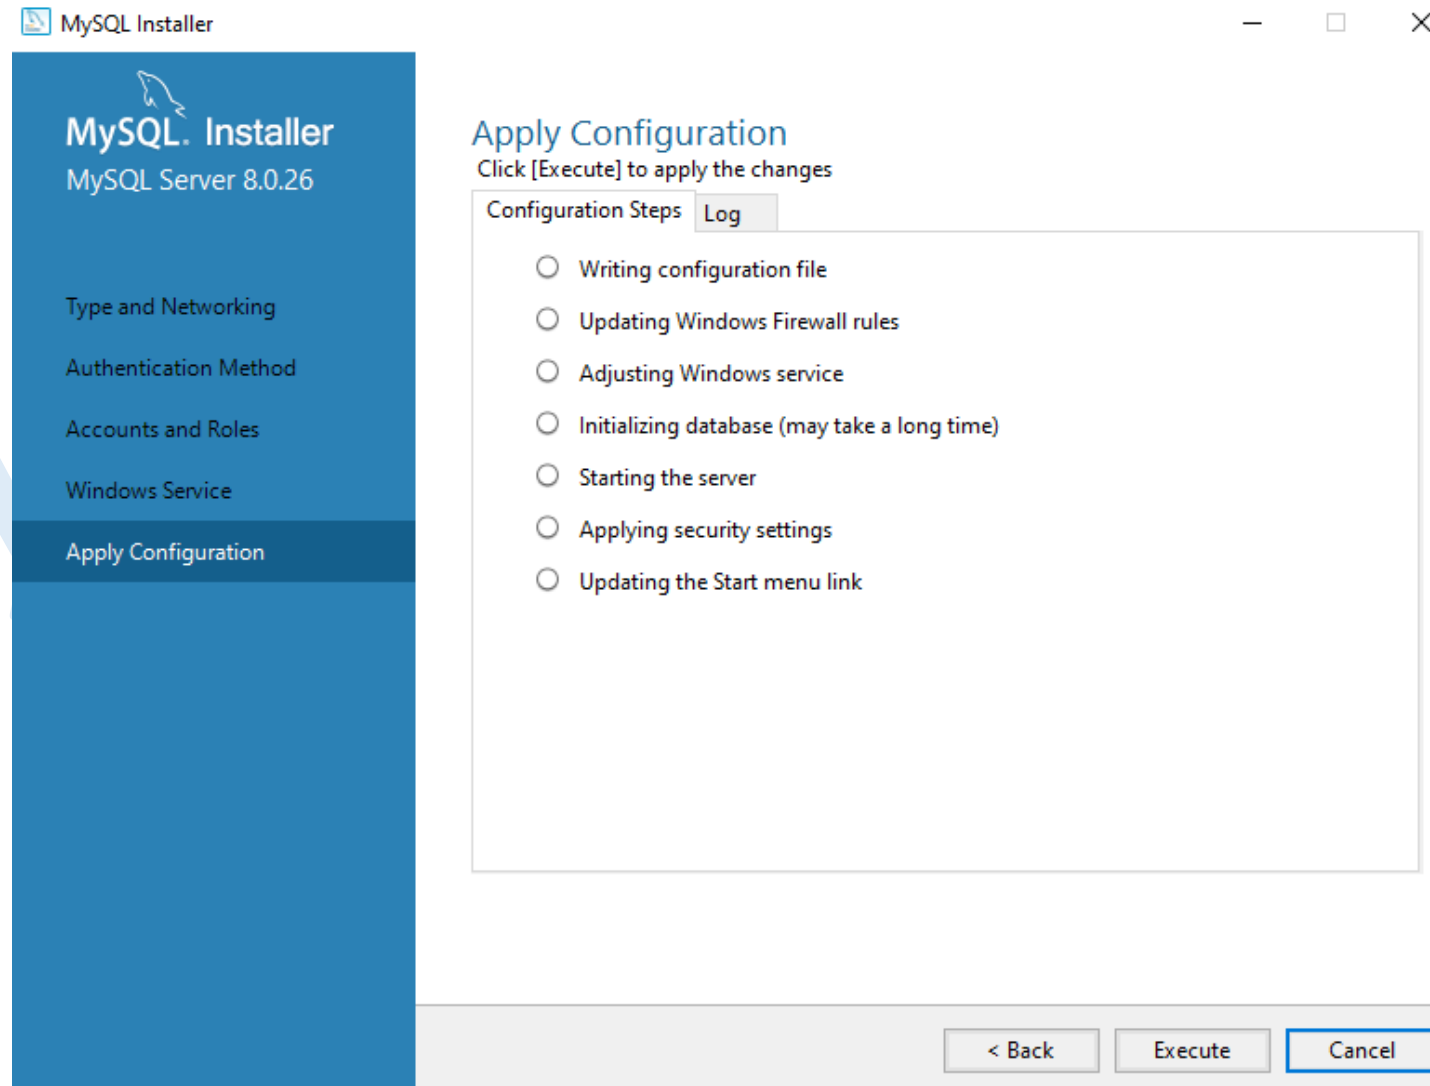 MySQL Installer
MySQL. Installer
MySQL Server 8.0.26
Type and Networking
Authentication Method
Accounts and Roles
Windows Service
Apply Configuration
Apply Configuration
Click [Execute] to apply the changes
Configuration Steps Log
Writing configuration file
Updating Windows Firewall rules
Adjusting Windows service
Initializing database (may take a long time)
Starting the server
Applying security settings
Updating the Start menu link
< Back Execute Cancel